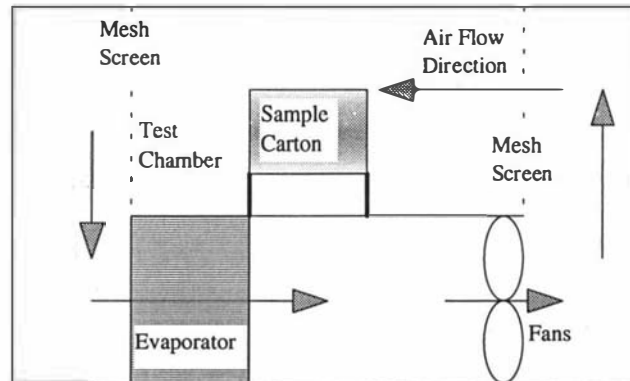 Mesh
Screen
Air Flow
Direction
Sample
Carton
Test
Chamber
Mesh
Screen
Evaporator
Fans